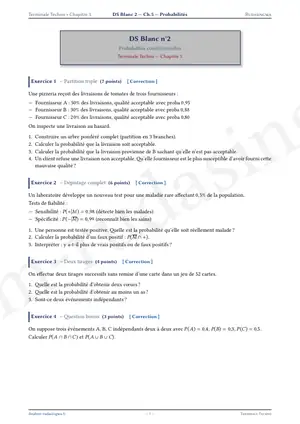 Terminale Techno – Chapitre 5
DS Blanc 2 – Ch.5 – Probabilités
DS Blanc n°2
Probabilités conditionnelles
Terminale Techno – Chapitre 5
Exercice 1 – Partition triple (7 points) [ Correction ]
Une pizzeria reçoit des livraisons de tomates de trois fournisseurs :
— Fournisseur A : 50% des livraisons, qualité acceptable avec proba 0,95
— Fournisseur B : 30% des livraisons, qualité acceptable avec proba 0,88
— Fournisseur C : 20% des livraisons, qualité acceptable avec proba 0,80
On inspecte une livraison au hasard.
1. Construire un arbre pondéré complet (partition en 3 branches).
2. Calculer la probabilité que la livraison soit acceptable.
3. Calculer la probabilité que la livraison provienne de B sachant qu'elle n'est pas acceptable.
4. Un client refuse une livraison non acceptable. Quel fournisseur est le plus susceptible d'avoir fourni cette
mauvaise qualité ?
Exercice 2 – Dépistage complet (6 points) [ Correction ]
Un laboratoire développe un nouveau test pour une maladie rare affectant 0,5% de la population.
Tests de fiabilité :
— Sensibilité : P(+|M) = 0,98 (détecte bien les malades)
— Spécificité : P(−|M̅) = 0,99 (reconnaît bien les sains)
1. Une personne est testée positive. Quelle est la probabilité qu'elle soit réellement malade ?
2. Calculer la probabilité d'un faux positif : P(M̅ ∩ +).
3. Interpréter : y a-t-il plus de vrais positifs ou de faux positifs ?
Exercice 3 – Deux tirages (4 points) [ Correction ]
On effectue deux tirages successifs sans remise d'une carte dans un jeu de 52 cartes.
1. Quelle est la probabilité d'obtenir deux cœurs ?
2. Quelle est la probabilité d'obtenir au moins un as ?
3. Sont-ce deux événements indépendants ?
Exercice 4 – Question bonus (3 points) [ Correction ]
On suppose trois événements A, B, C indépendants deux à deux avec P(A) = 0,4, P(B) = 0,3, P(C) = 0,5.
Calculer P(A ∩ B ∩ C) et P(A ∪ B ∪ C).
– 1 –
Terminale Techno